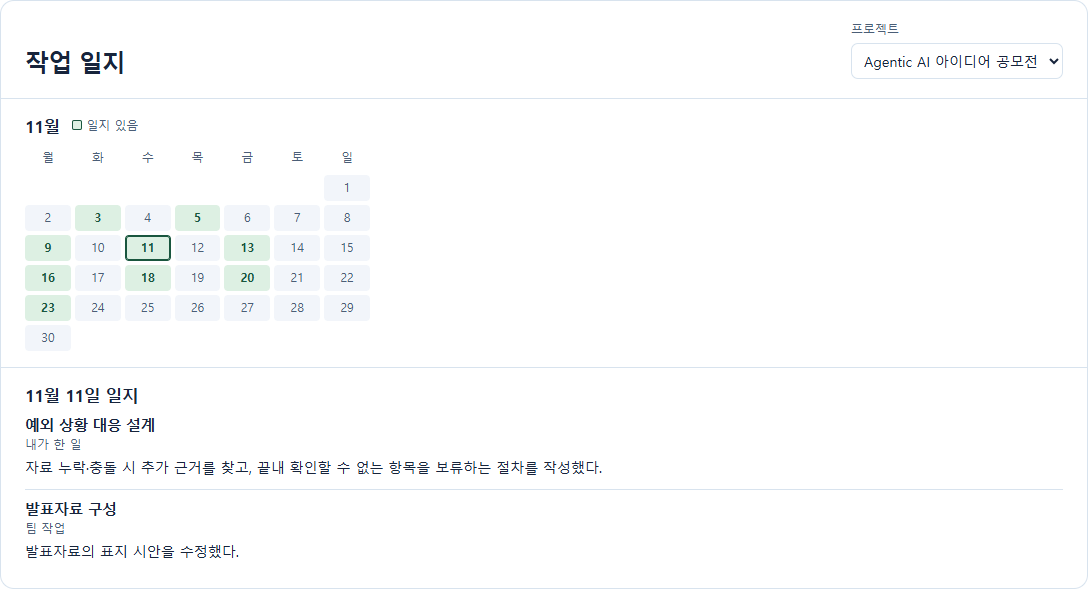 프로젝트
작업 일지
Agentic AI 아이디어 공모전
11월 일지 있음
월 화 수 목 금 토 일
1
2 3 4 5 6 7 8
9 10 11 12 13 14 15
16 17 18 19 20 21 22
23 24 25 26 27 28 29
30
11월 11일 일지
예외 상황 대응 설계
내가 한 일
자료 누락·충돌 시 추가 근거를 찾고, 끝내 확인할 수 없는 항목을 보류하는 절차를 작성했다.
발표자료 구성
팀 작업
발표자료의 표지 시안을 수정했다.